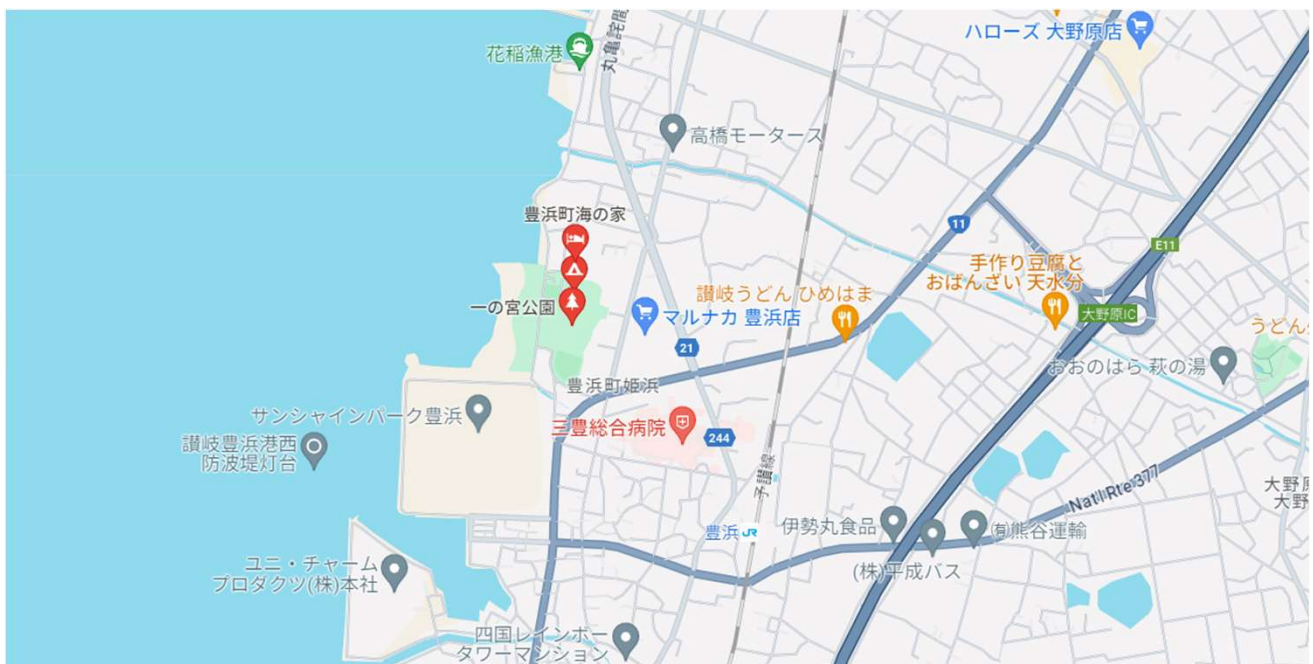 ハローズ 大野原店
花稲漁港
丸亀詫間
高橋モータース
豊浜町海の家
11
E11
手作り豆腐と
おばんざい 天水分
讃岐うどん ひめはま
一の宮公園
マルナカ 豊浜店
大野原IC
うどん
21
おおのはら 萩の湯
豊浜町姫浜
サンシャインパーク豊浜
三豊総合病院
244
讃岐豊浜港西
防波堤灯台
予讃線
Nat'l Rte 377
大野
大野
豊浜
JR
伊勢丸食品
㈲熊谷運輸
(株)平成バス
ユニ・チャーム
プロダクツ(株)本社
四国レインボー
タワーマンション